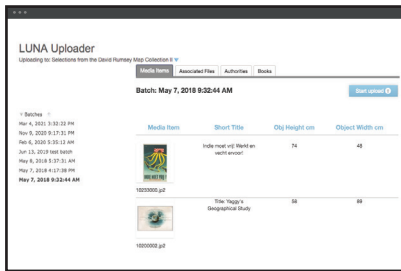 LUNA Uploader
Uploading to: Selections from the David Rumsey Map Collection II
Media Items
Associated Files
Authorities
Books
Batch: May 7, 2018 9:32:44 AM
Start upload
Batches
Mar 4, 2021 3:32:22 PM
Nov 9, 2020 9:17:31 PM
Feb 6, 2020 5:35:12 AM
Jun 13, 2019 test batch
May 8, 2018 5:37:31 AM
May 7, 2018 4:17:38 PM
May 7, 2018 9:32:44 AM
Media Item
Short Title
Obj Height cm
Object Width cm
Indie moet vrij! Werkt en
vecht ervoor!
74
48
10233000.jp2
Title: Yaggy's
Geographical Study
58
89
10200002.jp2